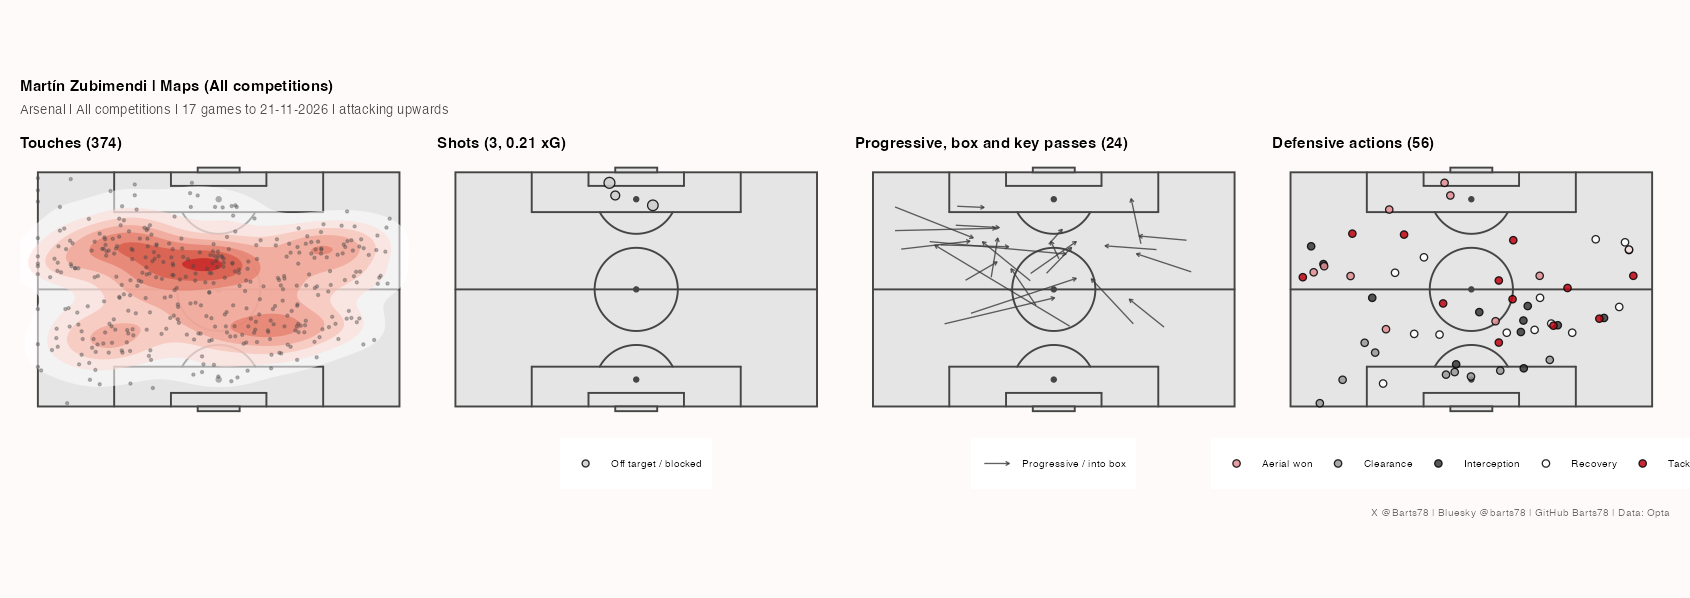 Martín Zubimendi | Maps (All competitions)
Arsenal | All competitions | 17 games to 21-11-2026 | attacking upwards
Touches (374)
Shots (3, 0.21 xG)
Progressive, box and key passes (24)
Defensive actions (56)
Off target / blocked
Progressive / into box
Aerial won
Clearance
Interception
Recovery
Tack
X @Barts78 | Bluesky @barts78 | GitHub Barts78 | Data: Opta